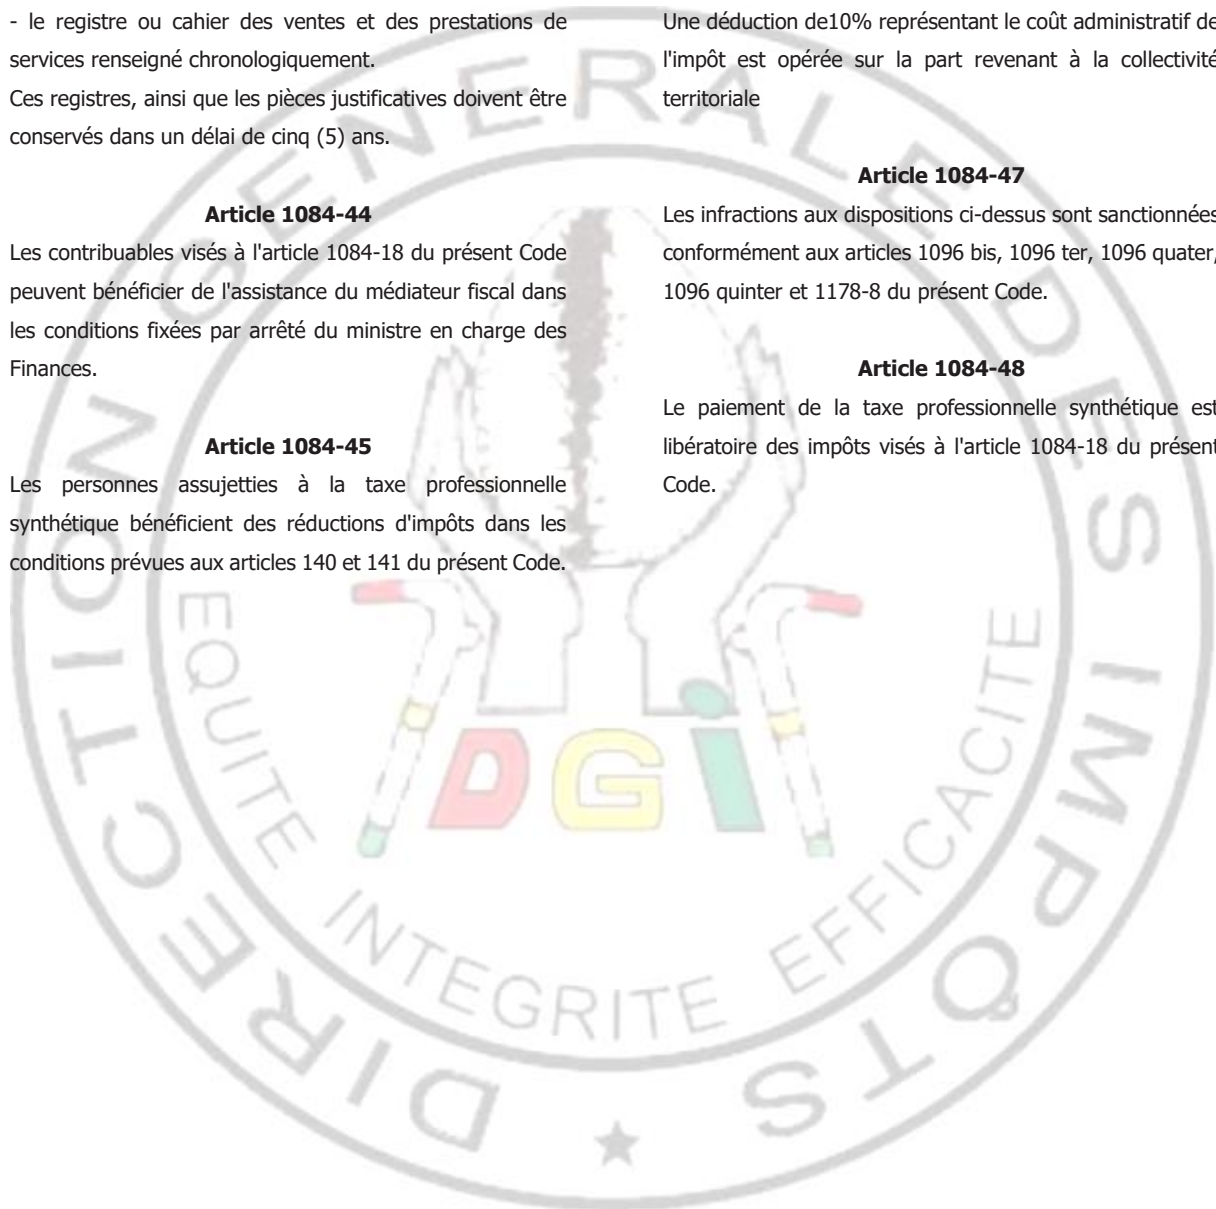 - le registre ou cahier des ventes et des prestations de
services renseigné chronologiquement.
Ces registres, ainsi que les pièces justificatives doivent être
conservés dans un délai de cinq (5) ans.
Article 1084-44
Les contribuables visés à l'article 1084-18 du présent Code
peuvent bénéficier de l'assistance du médiateur fiscal dans
les conditions fixées par arrêté du ministre en charge des
Finances.
Article 1084-45
Les personnes assujetties à la taxe professionnelle
synthétique bénéficient des réductions d'impôts dans les
conditions prévues aux articles 140 et 141 du présent Code.
Une déduction de10% représentant le coût administratif de
l'impôt est opérée sur la part revenant à la collectivité
territoriale
Article 1084-47
Les infractions aux dispositions ci-dessus sont sanctionnées
conformément aux articles 1096 bis, 1096 ter, 1096 quater,
1096 quinter et 1178-8 du présent Code.
Article 1084-48
Le paiement de la taxe professionnelle synthétique est
libératoire des impôts visés à l'article 1084-18 du présent
Code.
DIRECTION GENERALE DES IMPÔTS
EQUITE INTEGRITE EFFICACITE
DGi